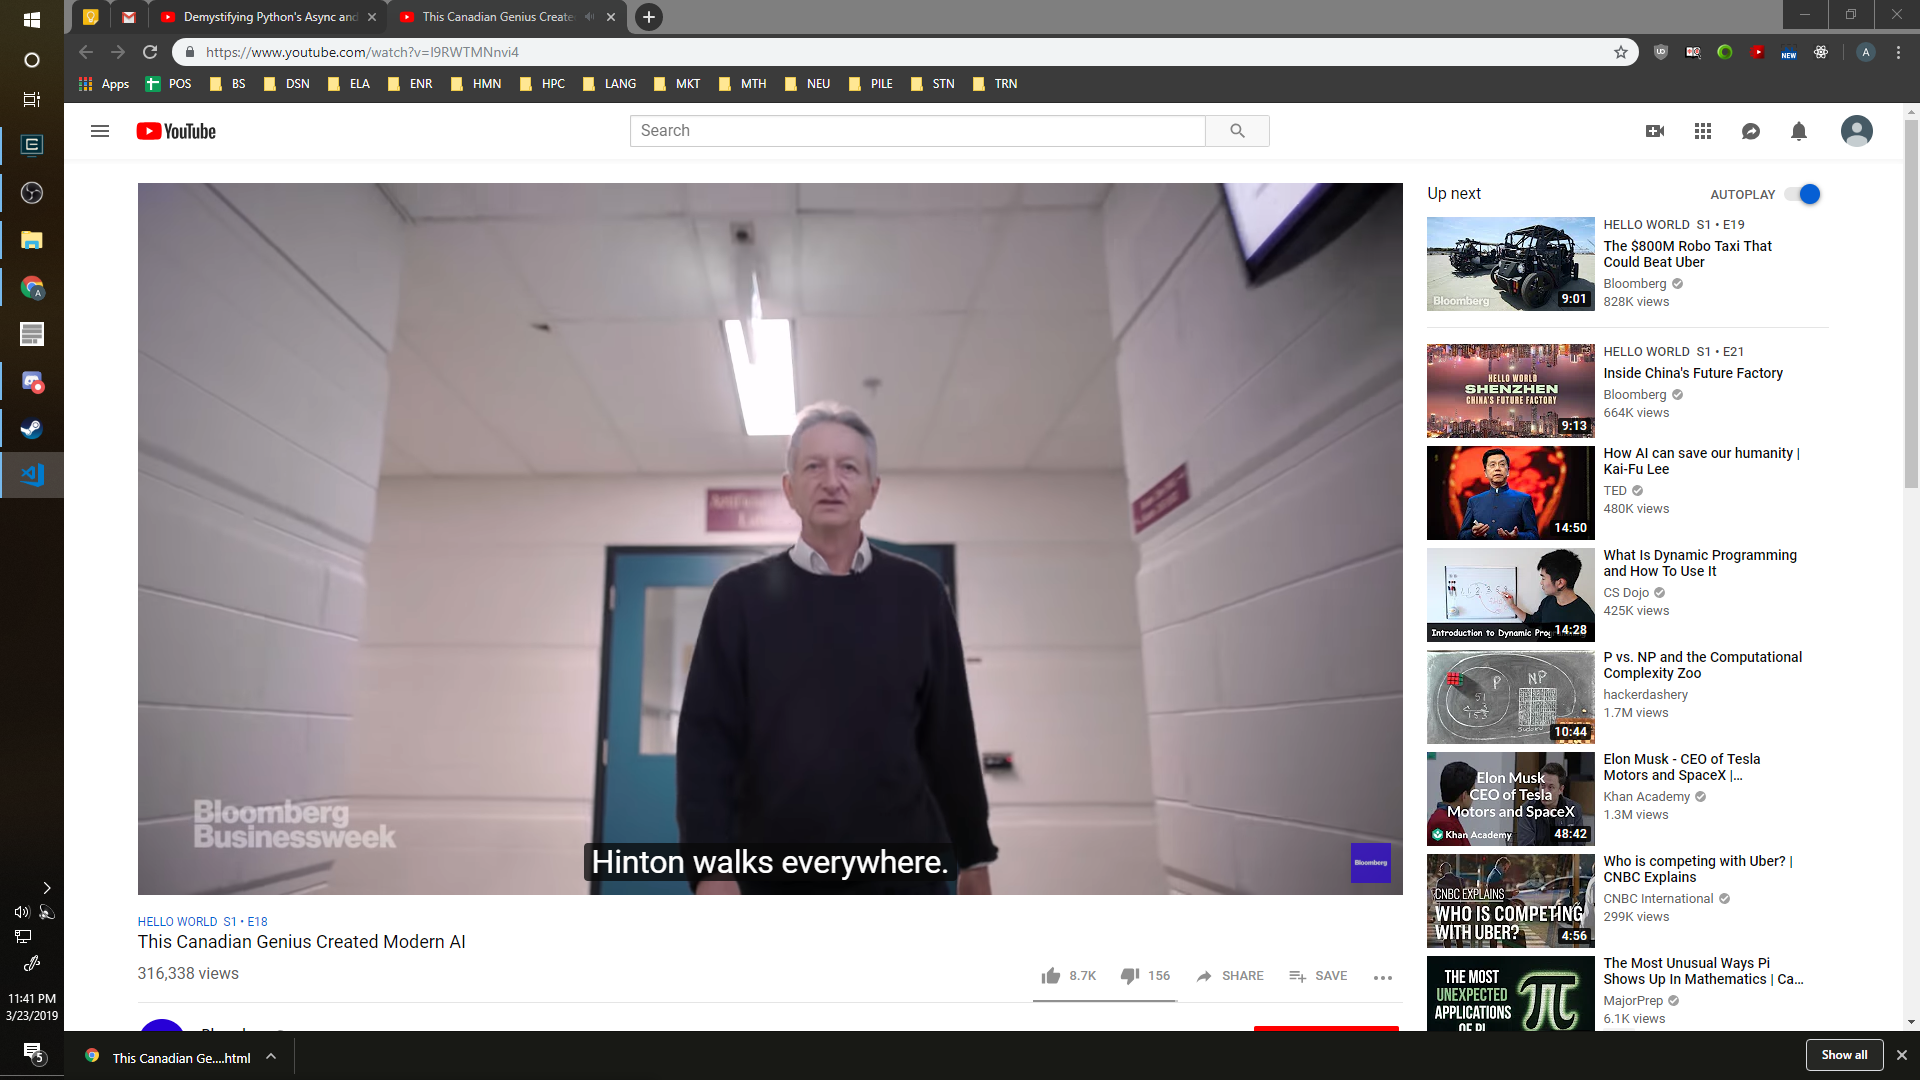 Demystifying Python's Async and
This Canadian Genius Create
https://www.youtube.com/watch?v=I9RWTMNnvi4
A
Apps
POS
BS
DSN
ELA
ENR
HMN
HPC
LANG
MKT
MTH
NEU
PILE
STN
TRN
NEW
YouTube
Search
Bloomberg
Businessweek
Hinton walks everywhere.
Bloomberg
HELLO WORLD S1 • E18
This Canadian Genius Created Modern AI
316,338 views
8.7K
156
SHARE
SAVE
Up next
AUTOPLAY
Bloomberg
9:01
HELLO WORLD S1 • E19
The $800M Robo Taxi That
Could Beat Uber
Bloomberg
828K views
HELLO WORLD
SHENZHEN
CHINA'S FUTURE FACTORY
9:13
HELLO WORLD S1 • E21
Inside China's Future Factory
Bloomberg
664K views
14:50
How AI can save our humanity |
Kai-Fu Lee
TED
480K views
Introduction to Dynamic
14:28
What Is Dynamic Programming
and How To Use It
CS Dojo
425K views
P
NP
51
153
Sudoku
10:44
P vs. NP and the Computational
Complexity Zoo
hackerdashery
1.7M views
Elon Musk
CEO of Tesla
Motors and SpaceX
Khan Academy
48:42
Elon Musk - CEO of Tesla
Motors and SpaceX |...
Khan Academy
1.3M views
CNBC EXPLAINS
WHO IS COMPETING
WITH UBER?
4:56
Who is competing with Uber? |
CNBC Explains
CNBC International
299K views
THE MOST
UNEXPECTED
APPLICATIONS
OF PI
The Most Unusual Ways Pi
Shows Up In Mathematics | Ca...
MajorPrep
6.1K views
11:41 PM
3/23/2019
5
This Canadian Ge....html
Show all